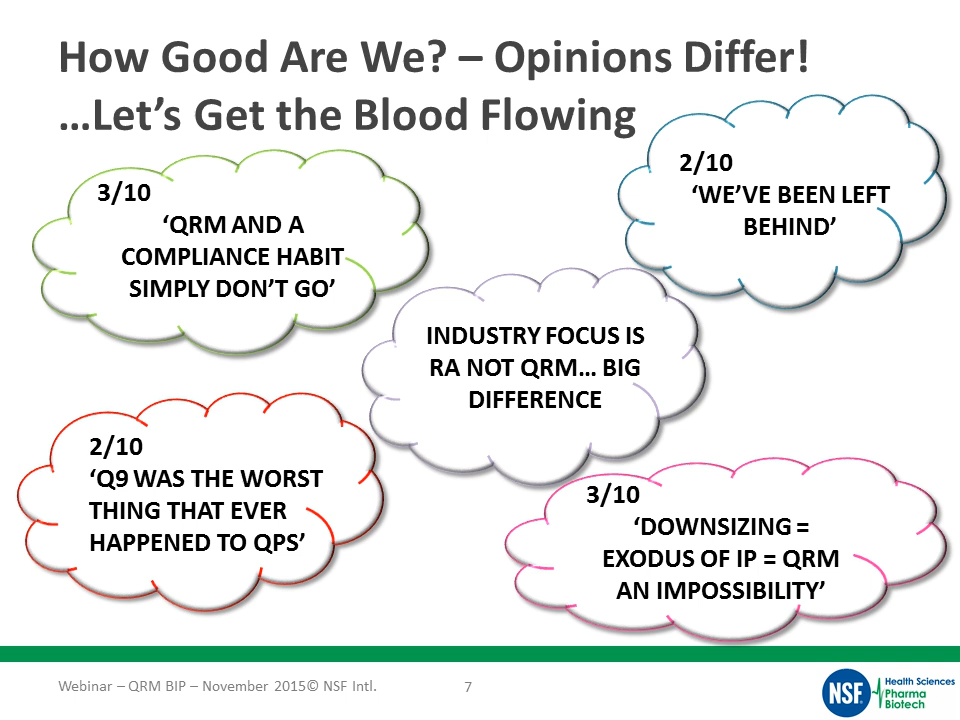 How Good Are We? – Opinions Differ!
…Let’s Get the Blood Flowing
3/10
‘QRM AND A
COMPLIANCE HABIT
SIMPLY DON’T GO’
2/10
‘WE’VE BEEN LEFT
BEHIND’
INDUSTRY FOCUS IS
RA NOT QRM… BIG
DIFFERENCE
2/10
‘Q9 WAS THE WORST
THING THAT EVER
HAPPENED TO QPS’
3/10
‘DOWNSIZING =
EXODUS OF IP = QRM
AN IMPOSSIBILITY’
Webinar – QRM BIP – November 2015© NSF Intl.
7
NSF
Health Sciences
Pharma
Biotech